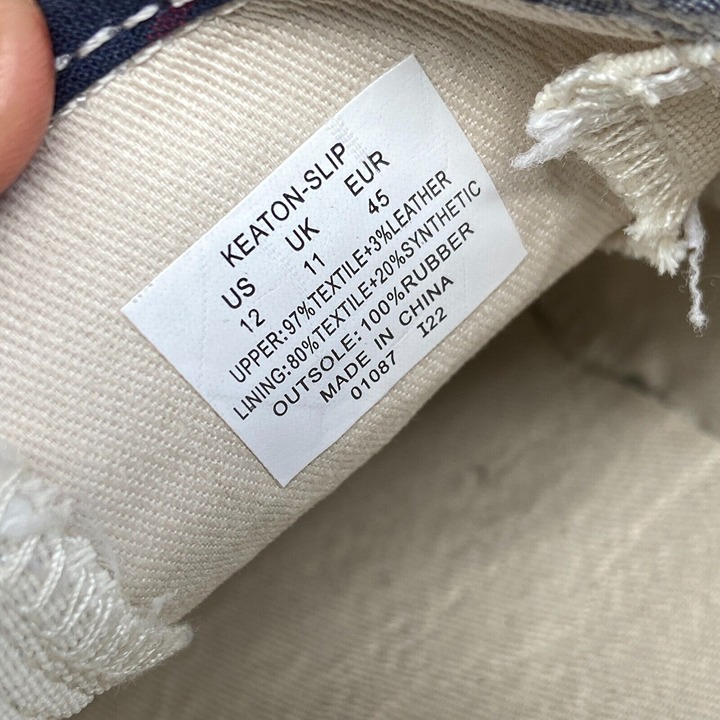 KEATON-SLIP
US UK EUR
12 11 45
UPPER:97%TEXTILE+3%LEATHER
LINING:80%TEXTILE+20%SYNTHETIC
OUTSOLE:100%RUBBER
MADE IN CHINA
01087 I22